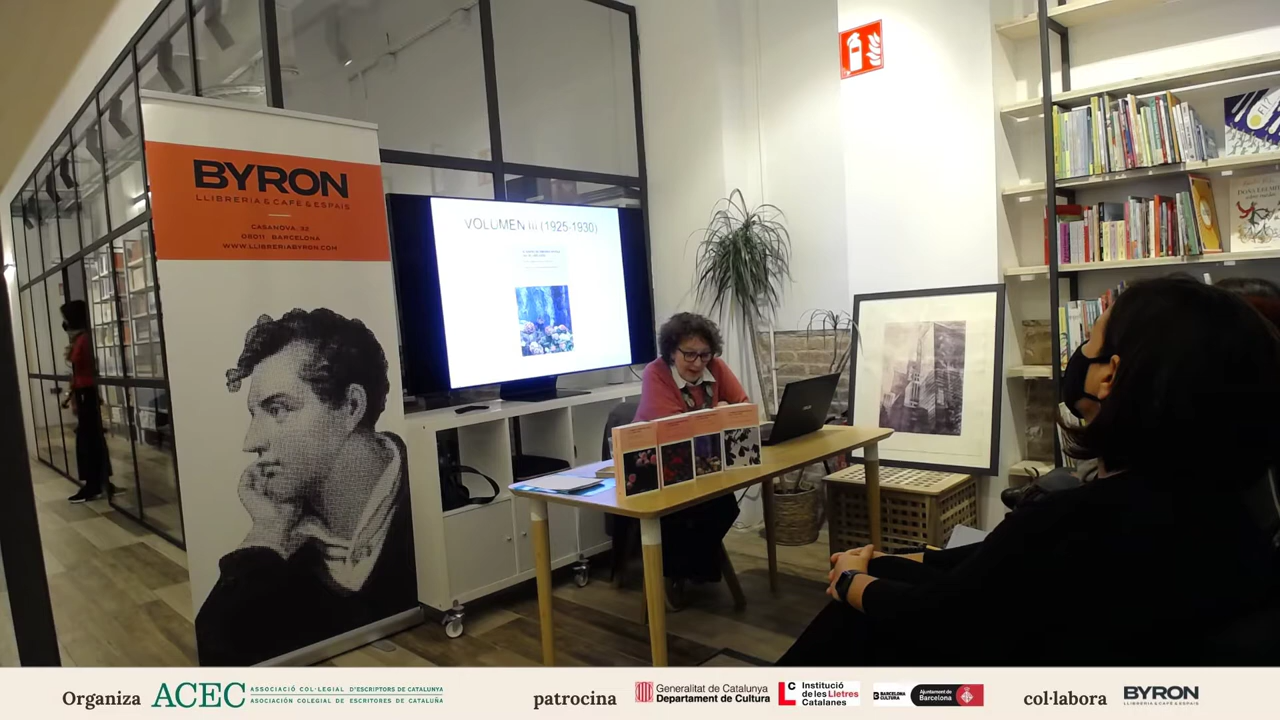 BYRON
LLIBRERIA & CAFÈ & ESPAIS
CASANOVA, 32
08011 BARCELONA
WWW.LLIBRERIABYRON.COM
VOLUMEN III (1925-1930)
Organiza
ACEC
ASSOCIACIÓ COL·LEGIAL D'ESCRIPTORS DE CATALUNYA
ASOCIACIÓN COLEGIAL DE ESCRITORES DE CATALUÑA
patrocina
Generalitat de Catalunya
Departament de Cultura
Institució
de les Lletres
Catalanes
BARCELONA
CULTURA
Ajuntament de
Barcelona
col·labora
BYRON
LLIBRERIA & CAFÈ & ESPAIS